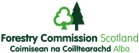 Forestry Commission Scotland
Coimisean na Coilltearachd Alba